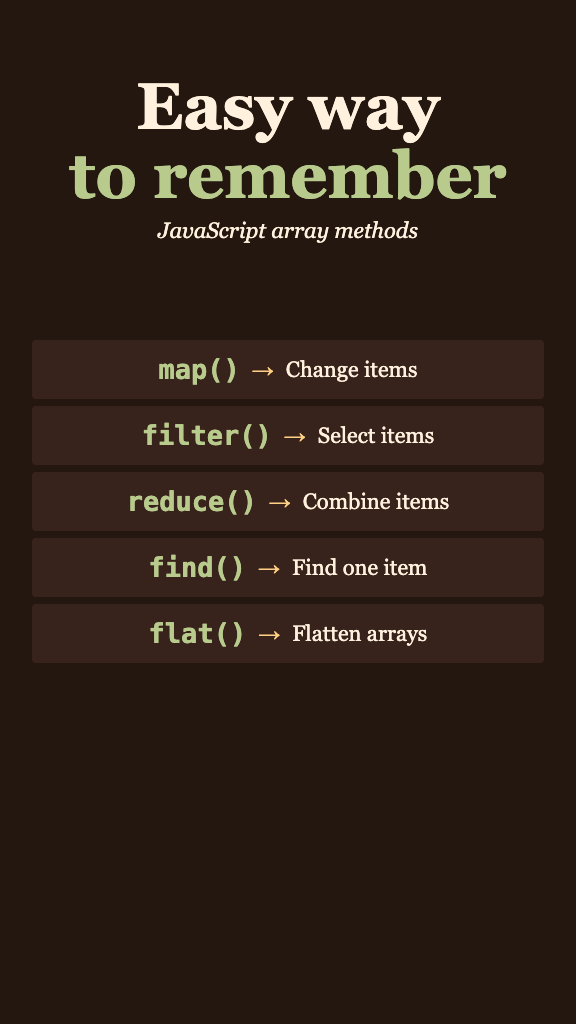 Easy way
to remember
JavaScript array methods
map() → Change items
filter() → Select items
reduce() → Combine items
find() → Find one item
flat() → Flatten arrays